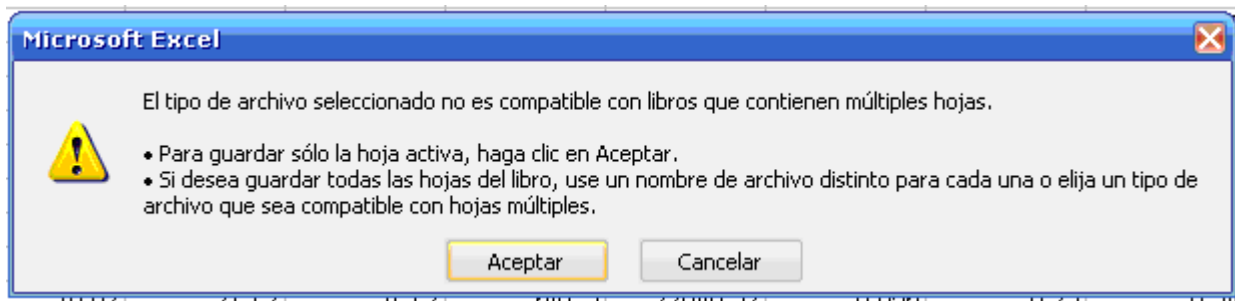 Microsoft Excel
El tipo de archivo seleccionado no es compatible con libros que contienen múltiples hojas.
• Para guardar sólo la hoja activa, haga clic en Aceptar.
• Si desea guardar todas las hojas del libro, use un nombre de archivo distinto para cada una o elija un tipo de
archivo que sea compatible con hojas múltiples.
Aceptar Cancelar